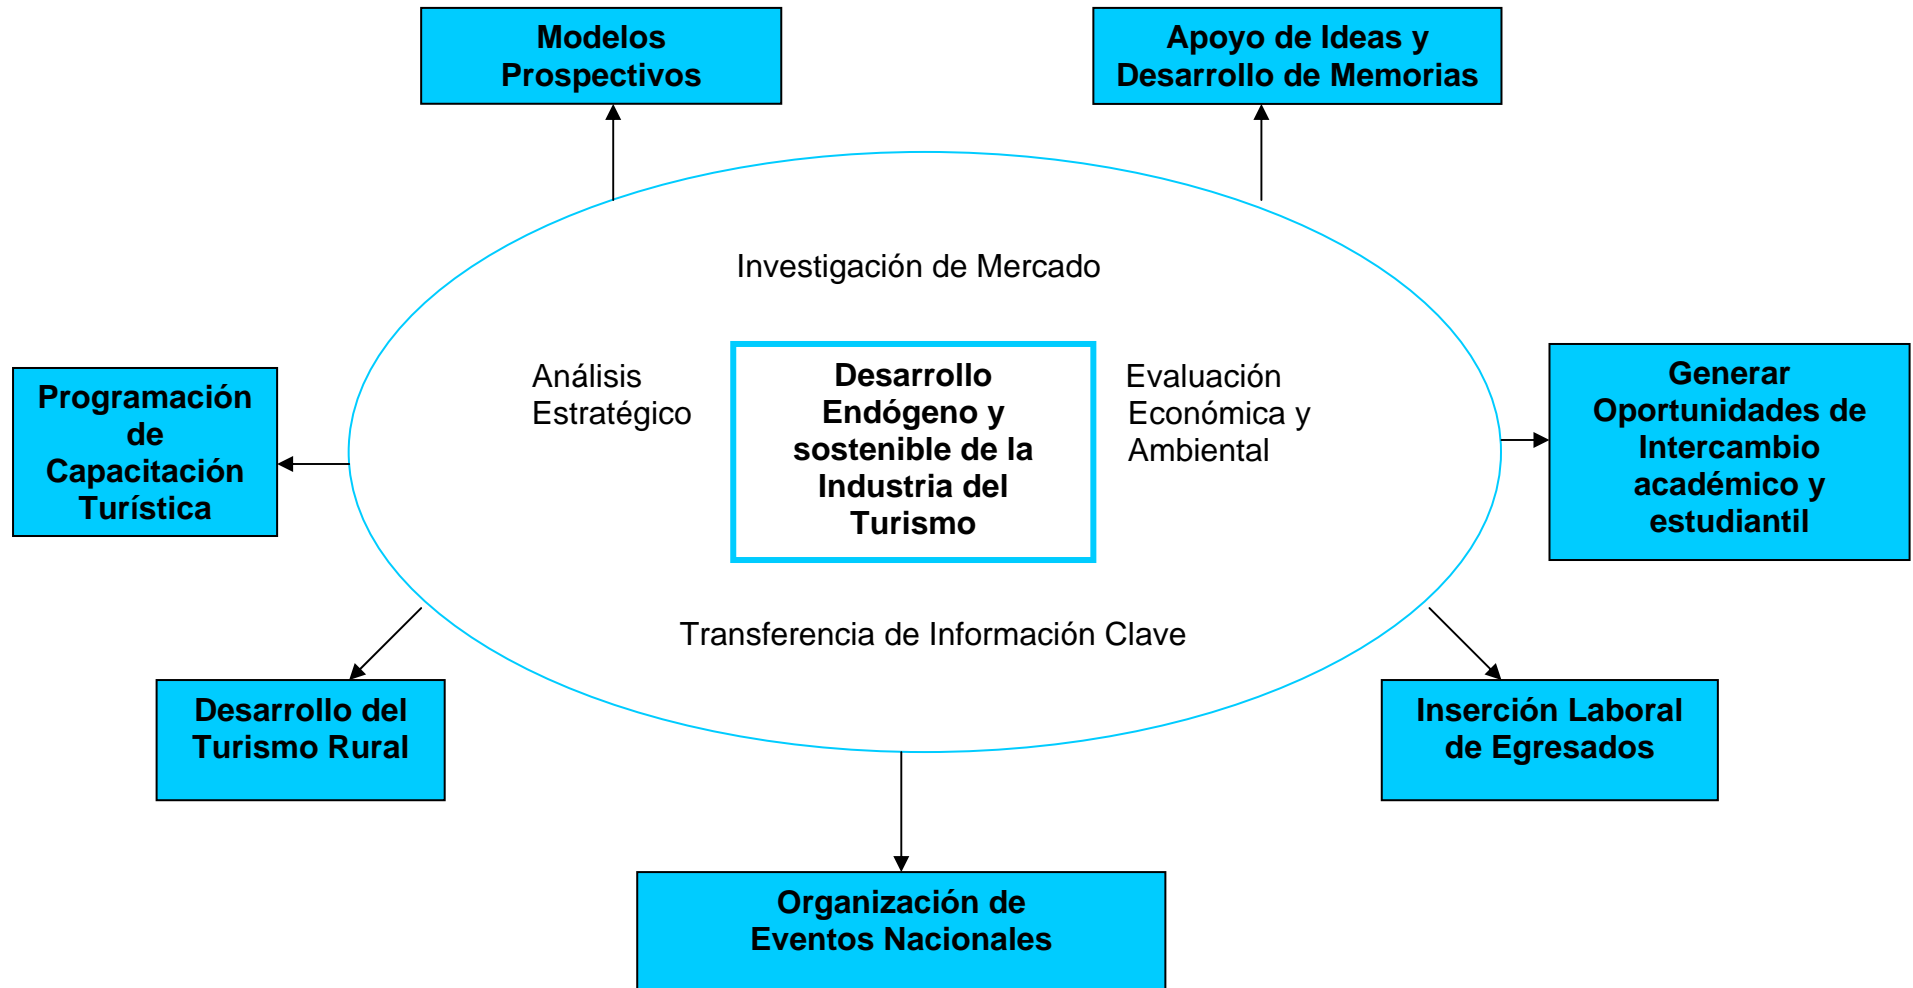 Modelos
Prospectivos
Apoyo de Ideas y
Desarrollo de Memorias
Investigación de Mercado
Programación
de
Capacitación
Turística
Análisis
Estratégico
Desarrollo
Endógeno y
sostenible de la
Industria del
Turismo
Evaluación
Económica y
Ambiental
Generar
Oportunidades de
Intercambio
académico y
estudiantil
Transferencia de Información Clave
Desarrollo del
Turismo Rural
Inserción Laboral
de Egresados
Organización de
Eventos Nacionales